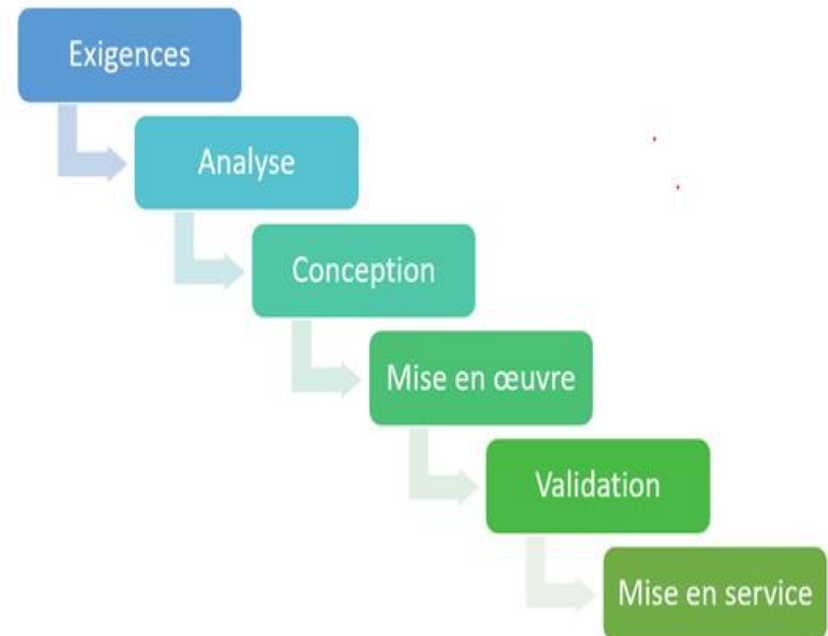 Exigences
Analyse
Conception
Mise en œuvre
Validation
Mise en service